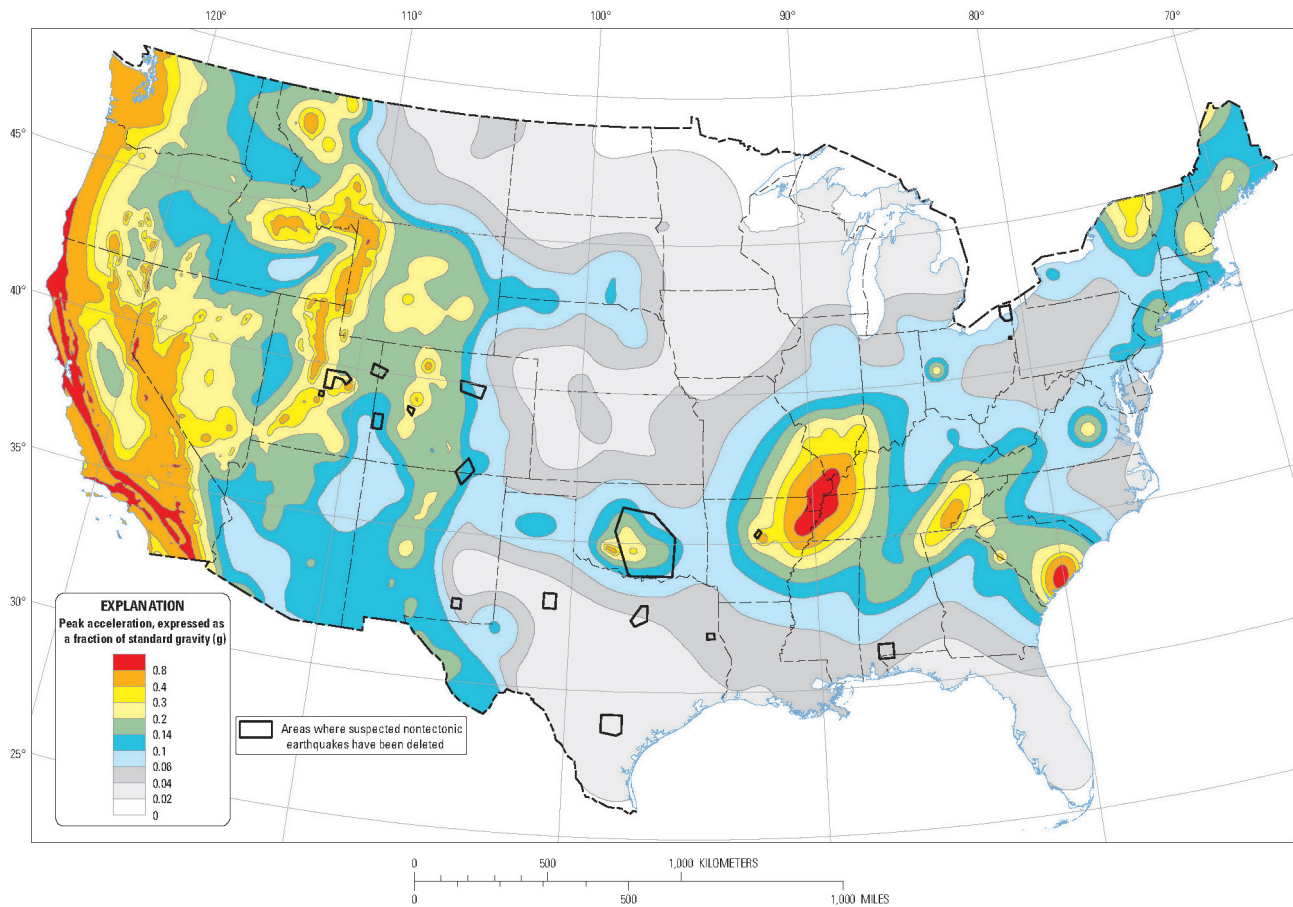 120° 110° 100° 90° 80° 70°
45°
40°
35°
30°
25°
EXPLANATION
Peak acceleration, expressed as
a fraction of standard gravity (g)
0.8
0.4
0.3
0.2
0.14
0.1
0.06
0.04
0.02
0
Areas where suspected nontectonic
earthquakes have been deleted
0 500 1,000 KILOMETERS
0 500 1,000 MILES